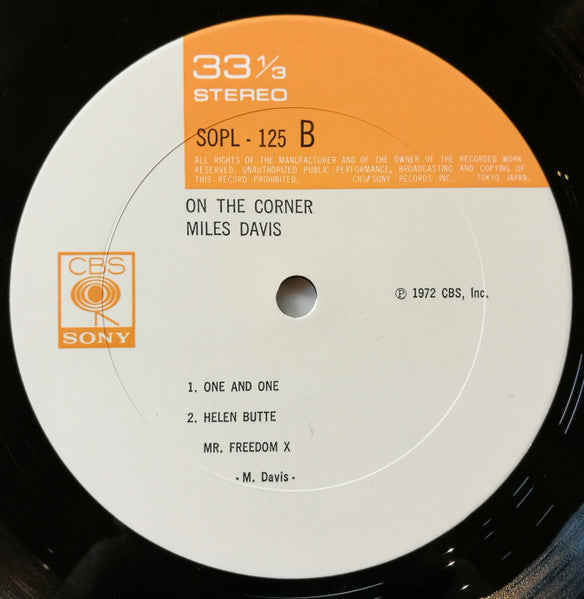 33 1/3
STEREO
SOPL - 125 B
ALL RIGHTS OF THE MANUFACTURER AND OF THE OWNER OF THE RECORDED WORK
RESERVED. UNAUTHORIZED PUBLIC PERFORMANCE, BROADCASTING AND COPYING OF
THIS RECORD PROHIBITED. CBS/SONY RECORDS INC. TOKYO JAPAN.
ON THE CORNER
MILES DAVIS
CBS
SONY
℗ 1972 CBS, Inc.
1. ONE AND ONE
2. HELEN BUTTE
MR. FREEDOM X
- M. Davis -